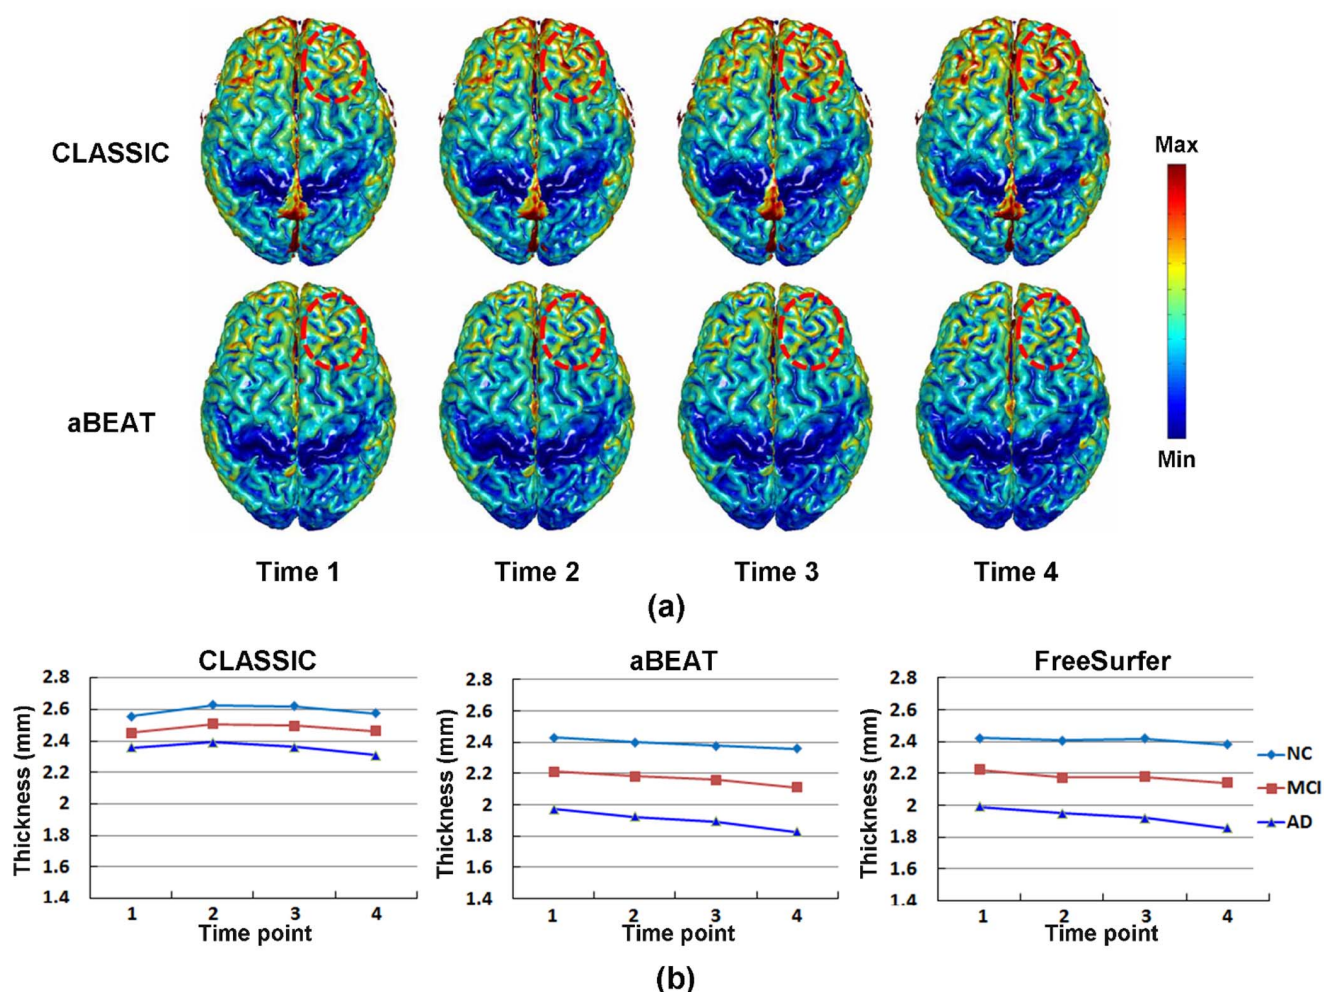 CLASSIC
Max
aBEAT
Min
Time 1 Time 2 Time 3 Time 4
(a)
CLASSIC
Thickness (mm)
2.8
2.6
2.4
2.2
2
1.8
1.6
1.4
1 2 3 4
Time point
aBEAT
Thickness (mm)
2.8
2.6
2.4
2.2
2
1.8
1.6
1.4
1 2 3 4
Time point
FreeSurfer
Thickness (mm)
2.8
2.6
2.4
2.2
2
1.8
1.6
1.4
1 2 3 4
Time point
NC
MCI
AD
(b)